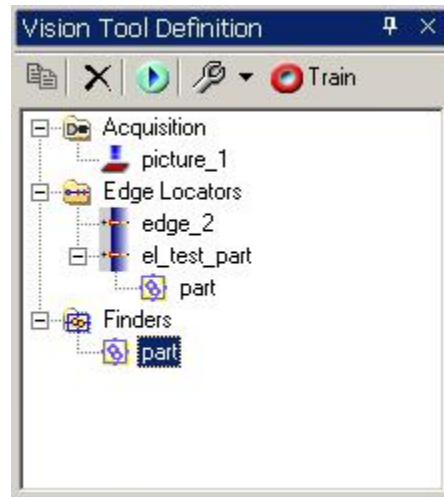 Vision Tool Definition
Train
Acquisition
picture_1
Edge Locators
edge_2
el_test_part
part
Finders
part